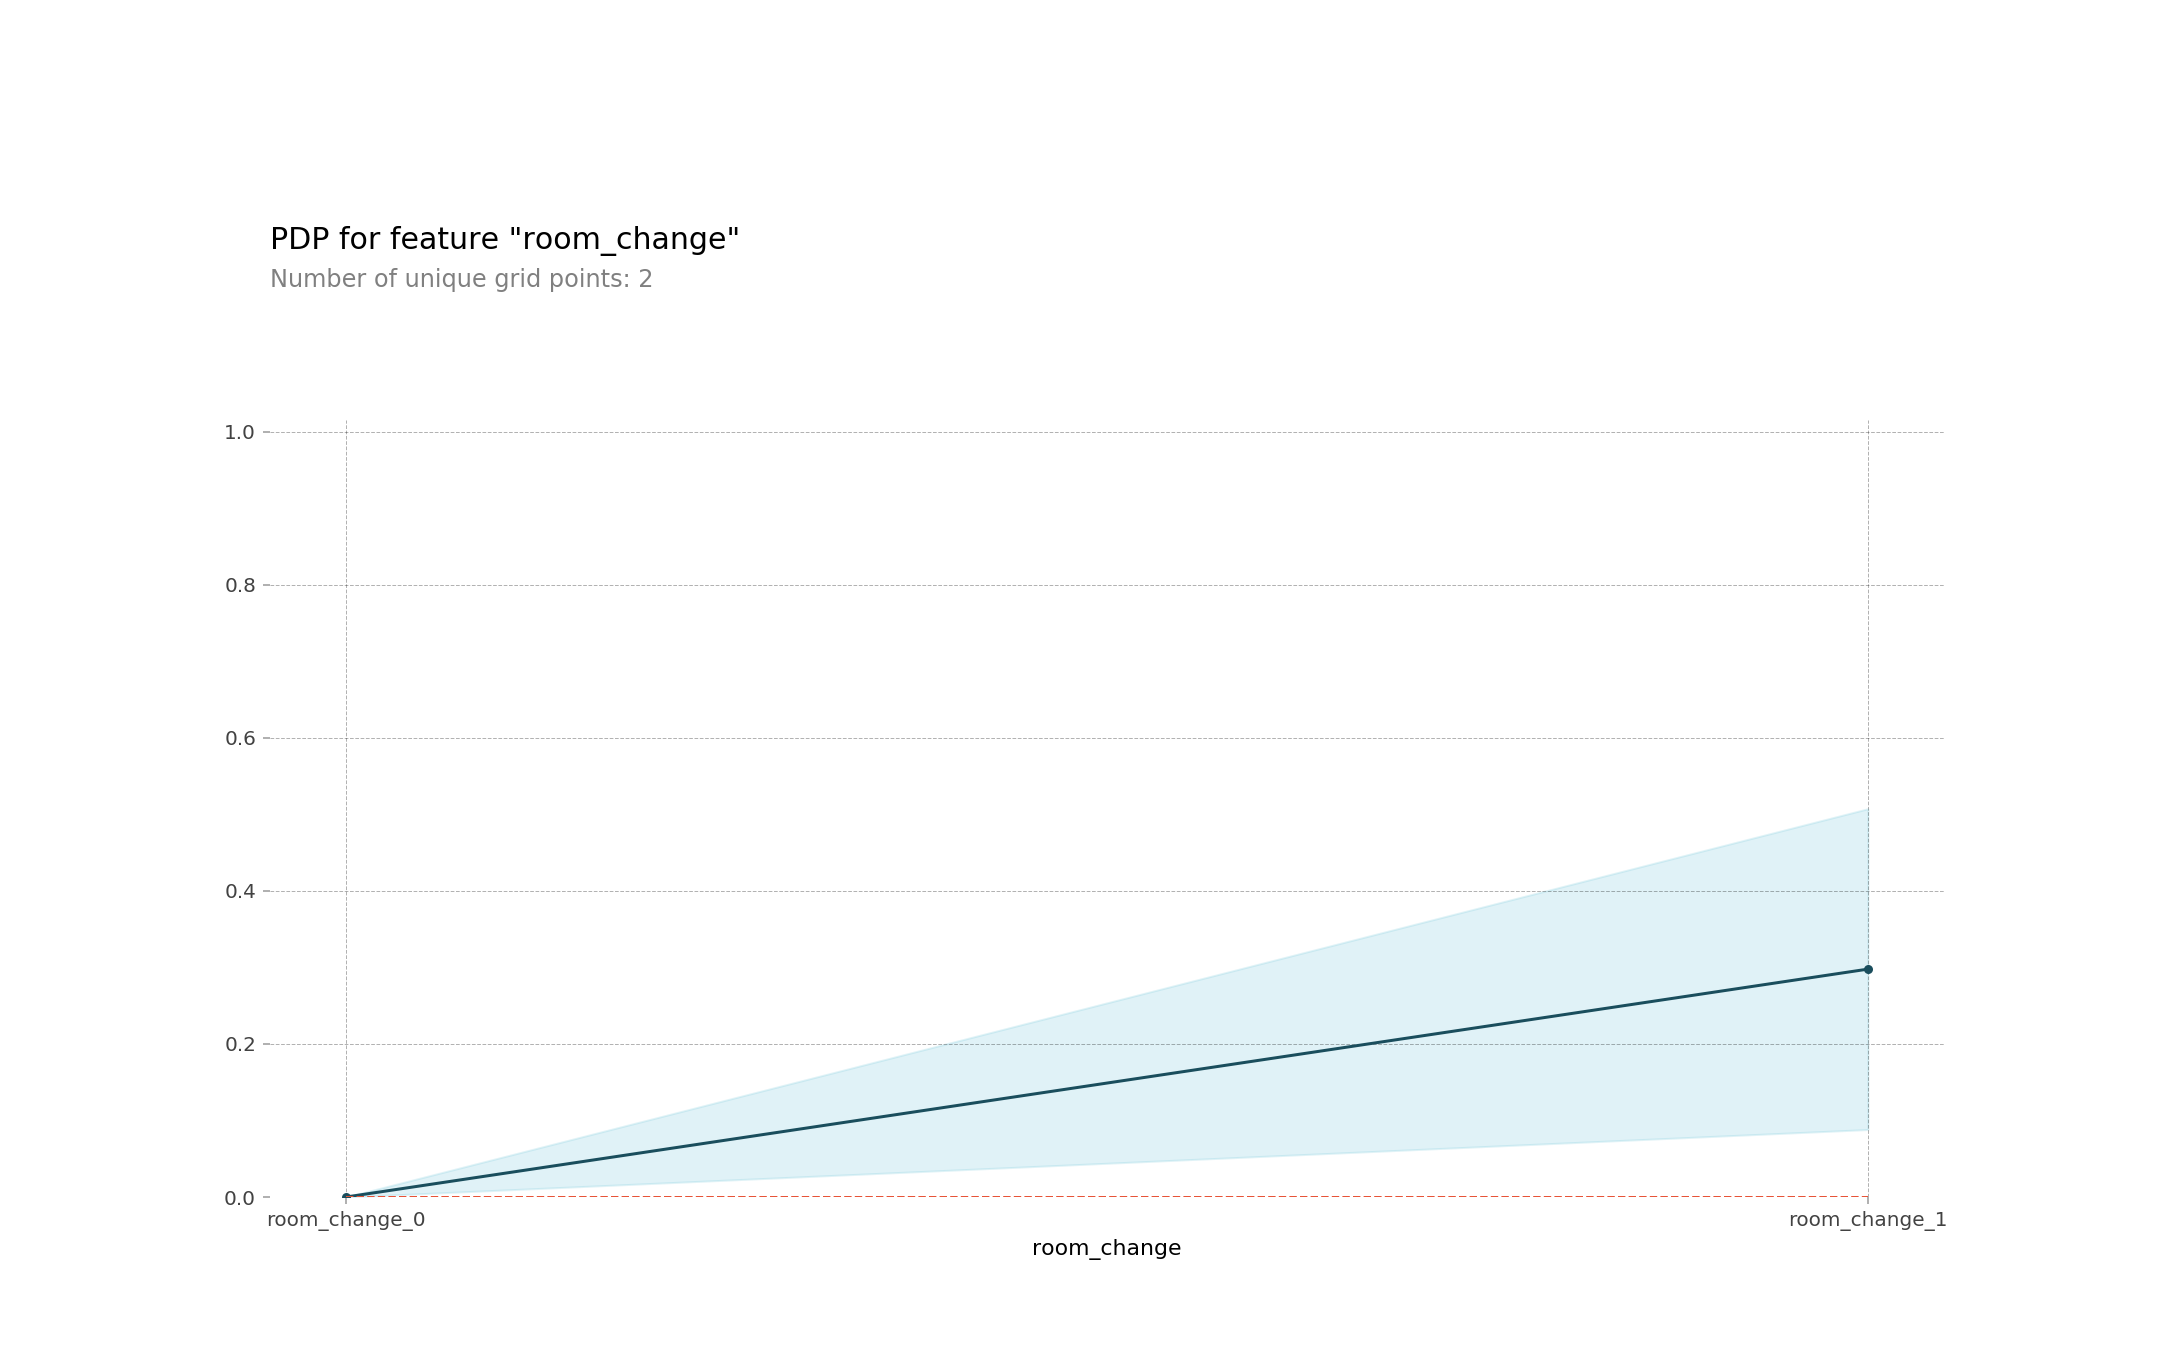 PDP for feature "room_change"
Number of unique grid points: 2
1.0
0.8
0.6
0.4
0.2
0.0
room_change_0 room_change_1
room_change